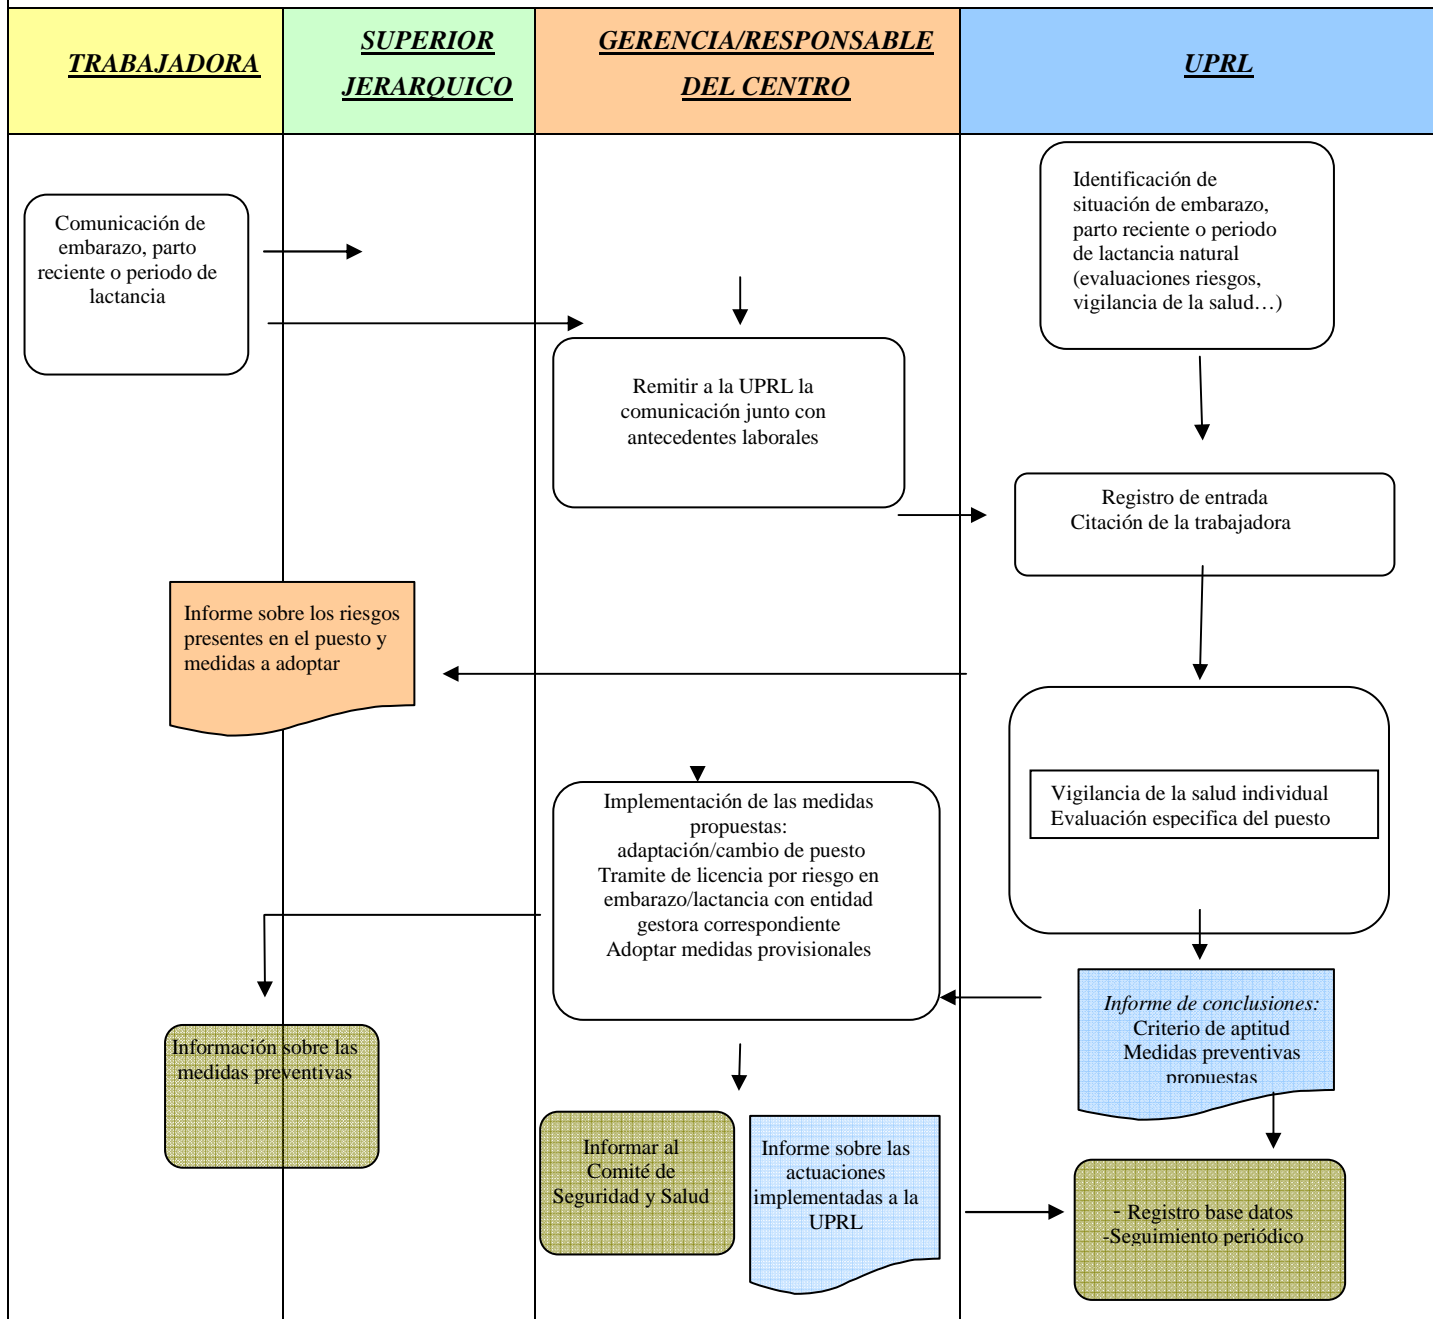 TRABAJADORA
SUPERIOR
JERARQUICO
GERENCIA/RESPONSABLE
DEL CENTRO
UPRL
Comunicación de
embarazo, parto
reciente o periodo de
lactancia
Identificación de
situación de embarazo,
parto reciente o periodo
de lactancia natural
(evaluaciones riesgos,
vigilancia de la salud…)
Remitir a la UPRL la
comunicación junto con
antecedentes laborales
Registro de entrada
Citación de la trabajadora
Informe sobre los riesgos
presentes en el puesto y
medidas a adoptar
Vigilancia de la salud individual
Evaluación especifica del puesto
Implementación de las medidas
propuestas:
adaptación/cambio de puesto
Tramite de licencia por riesgo en
embarazo/lactancia con entidad
gestora correspondiente
Adoptar medidas provisionales
Informe de conclusiones:
Criterio de aptitud
Medidas preventivas
propuestas
Información sobre las
medidas preventivas
Informar al
Comité de
Seguridad y Salud
Informe sobre las
actuaciones
implementadas a la
UPRL
- Registro base datos
-Seguimiento periódico